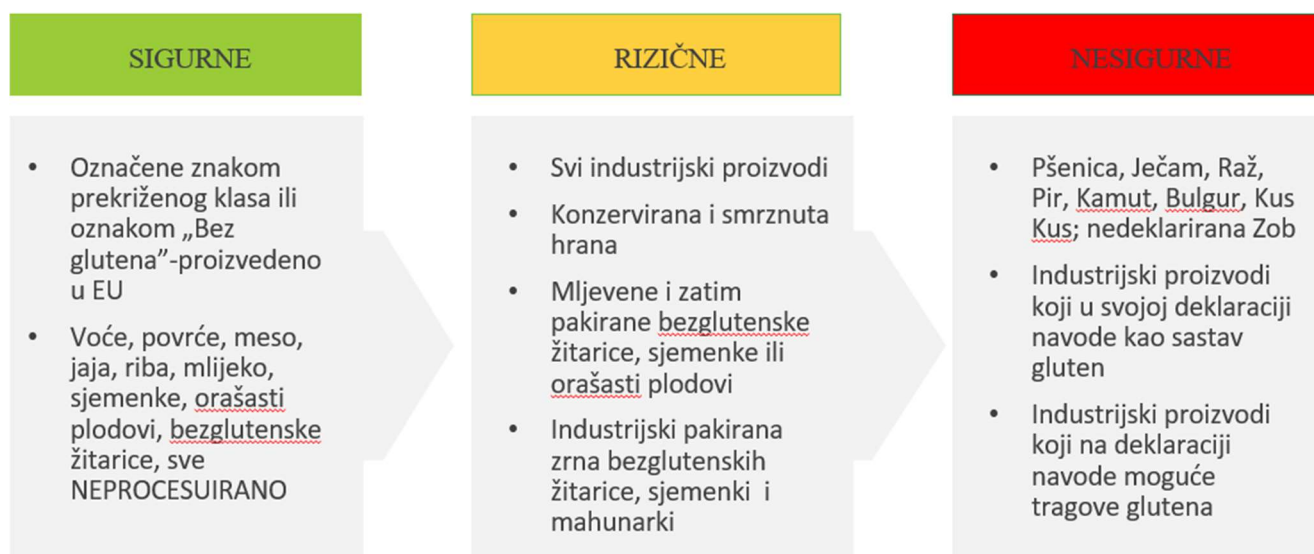 SIGURNE
• Označene znakom
prekriženog klasa ili
oznakom „Bez
glutena”-proizvedeno
u EU
• Voće, povrće, meso,
jaja, riba, mlijeko,
sjemenke, orašasti
plodovi, bezglutenske
žitarice, sve
NEPROCESUIRANO
RIZIČNE
• Svi industrijski proizvodi
• Konzervirana i smrznuta
hrana
• Mljevene i zatim
pakirane bezglutenske
žitarice, sjemenke ili
orašasti plodovi
• Industrijski pakirana
zrna bezglutenskih
žitarice, sjemenki i
mahunarki
NESIGURNE
• Pšenica, Ječam, Raž,
Pir, Kamut, Bulgur, Kus
Kus; nedeklarirana Zob
• Industrijski proizvodi
koji u svojoj deklaraciji
navode kao sastav
gluten
• Industrijski proizvodi
koji na deklaraciji
navode moguće
tragove glutena